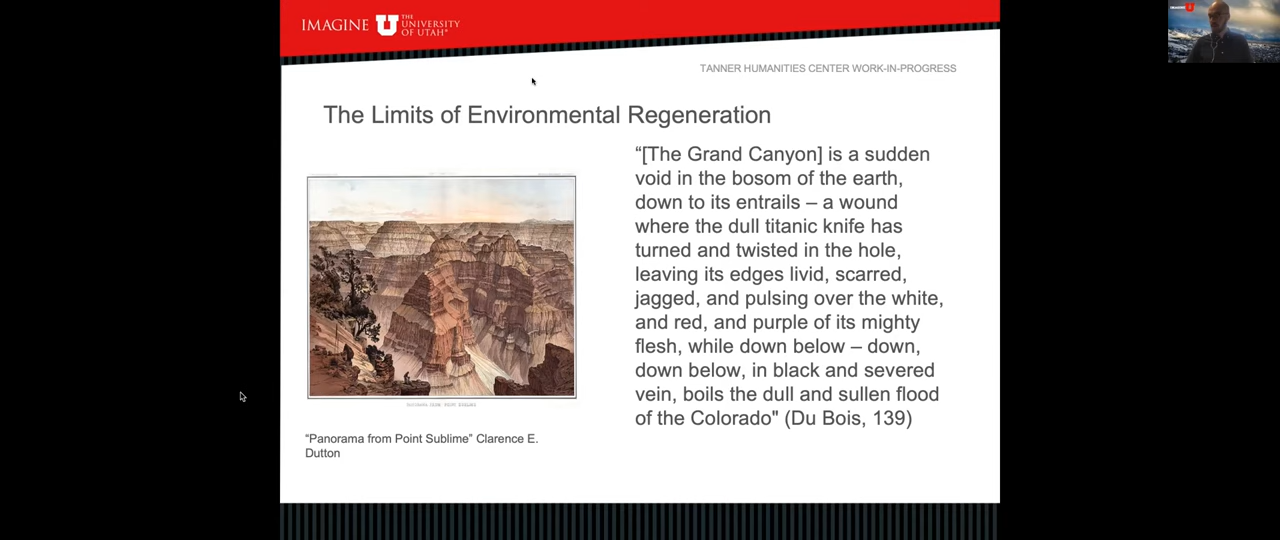 IMAGINE U THE UNIVERSITY OF UTAH
TANNER HUMANITIES CENTER WORK-IN-PROGRESS
The Limits of Environmental Regeneration
“[The Grand Canyon] is a sudden
void in the bosom of the earth,
down to its entrails – a wound
where the dull titanic knife has
turned and twisted in the hole,
leaving its edges livid, scarred,
jagged, and pulsing over the white,
and red, and purple of its mighty
flesh, while down below – down,
down below, in black and severed
vein, boils the dull and sullen flood
of the Colorado" (Du Bois, 139)
“Panorama from Point Sublime” Clarence E.
Dutton
IMAGINE U